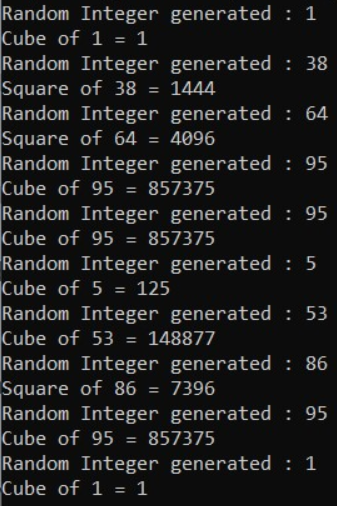 Random Integer generated : 1
Cube of 1 = 1
Random Integer generated : 38
Square of 38 = 1444
Random Integer generated : 64
Square of 64 = 4096
Random Integer generated : 95
Cube of 95 = 857375
Random Integer generated : 95
Cube of 95 = 857375
Random Integer generated : 5
Cube of 5 = 125
Random Integer generated : 53
Cube of 53 = 148877
Random Integer generated : 86
Square of 86 = 7396
Random Integer generated : 95
Cube of 95 = 857375
Random Integer generated : 1
Cube of 1 = 1